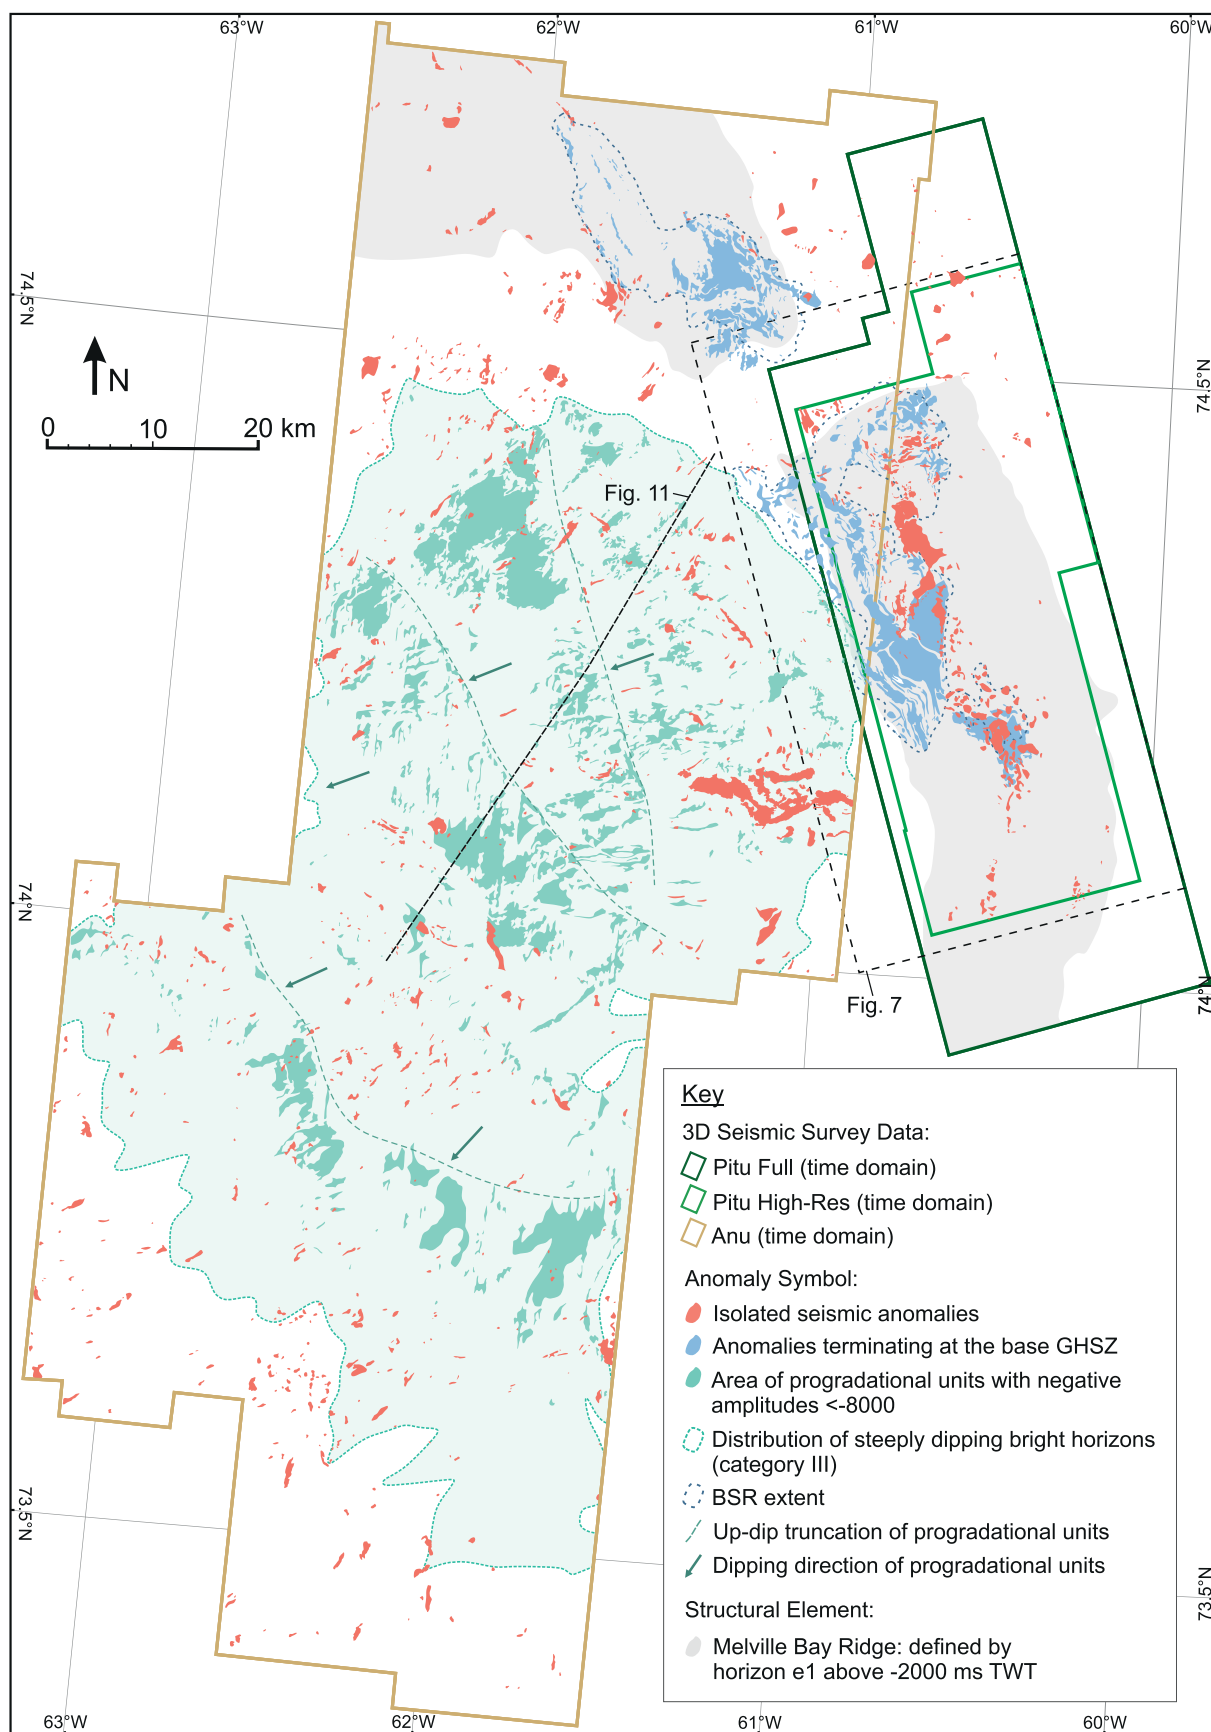 63°W
62°W
61°W
60°W
74.5°N
74.5°N
N
0
10
20 km
Fig. 11
74°N
74°N
Fig. 7
Key
3D Seismic Survey Data:
Pitu Full (time domain)
Pitu High-Res (time domain)
Anu (time domain)
Anomaly Symbol:
Isolated seismic anomalies
Anomalies terminating at the base GHSZ
Area of progradational units with negative
amplitudes <-8000
Distribution of steeply dipping bright horizons
(category III)
BSR extent
Up-dip truncation of progradational units
Dipping direction of progradational units
Structural Element:
Melville Bay Ridge: defined by
horizon e1 above -2000 ms TWT
73.5°N
73.5°N
63°W
62°W
61°W
60°W